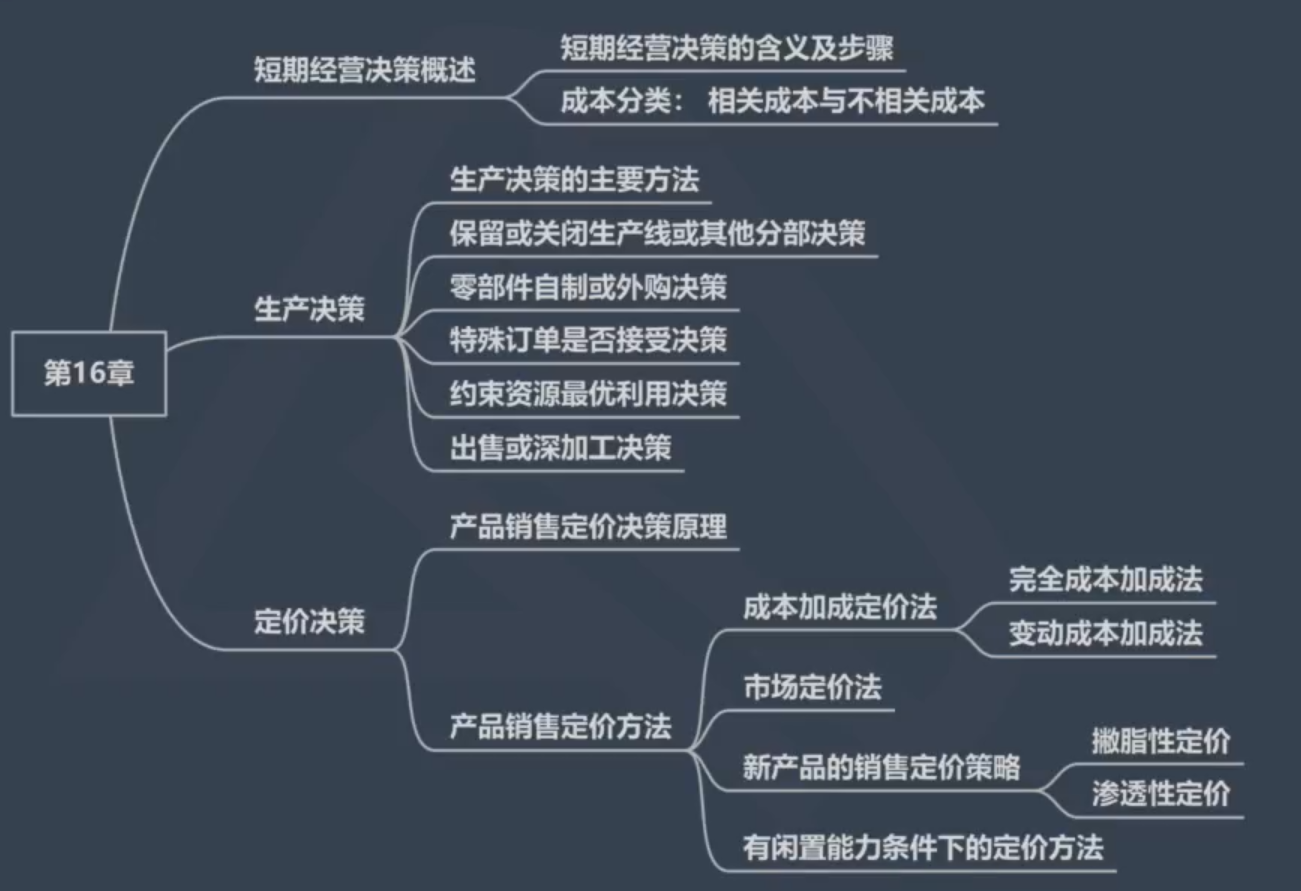 短期经营决策概述
短期经营决策的含义及步骤
成本分类： 相关成本与不相关成本
第16章
生产决策
生产决策的主要方法
保留或关闭生产线或其他分部决策
零部件自制或外购决策
特殊订单是否接受决策
约束资源最优利用决策
出售或深加工决策
定价决策
产品销售定价决策原理
产品销售定价方法
成本加成定价法
完全成本加成法
变动成本加成法
市场定价法
新产品的销售定价策略
撇脂性定价
渗透性定价
有闲置能力条件下的定价方法